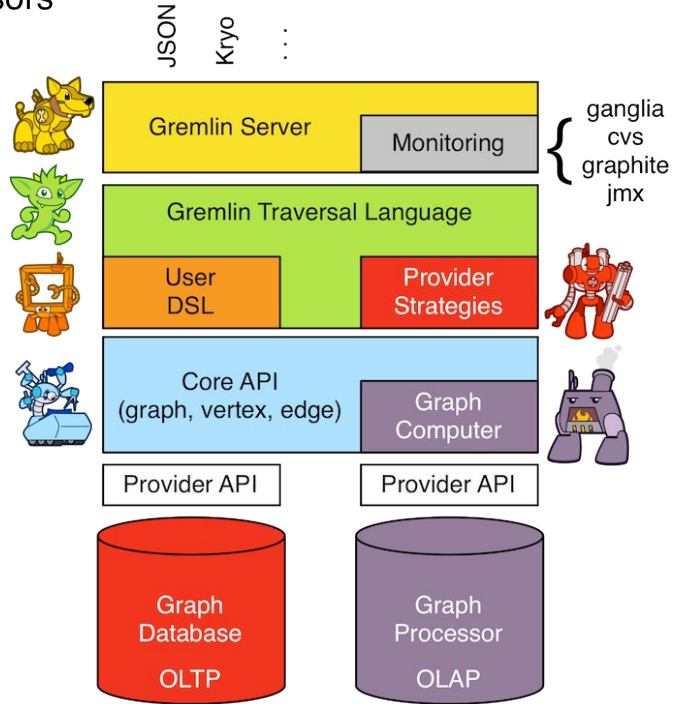 JSON
Kryo
. . .
Gremlin Server
Monitoring
ganglia
cvs
graphite
jmx
Gremlin Traversal Language
User
DSL
Provider
Strategies
Core API
(graph, vertex, edge)
Graph
Computer
Provider API
Provider API
Graph
Database
OLTP
Graph
Processor
OLAP